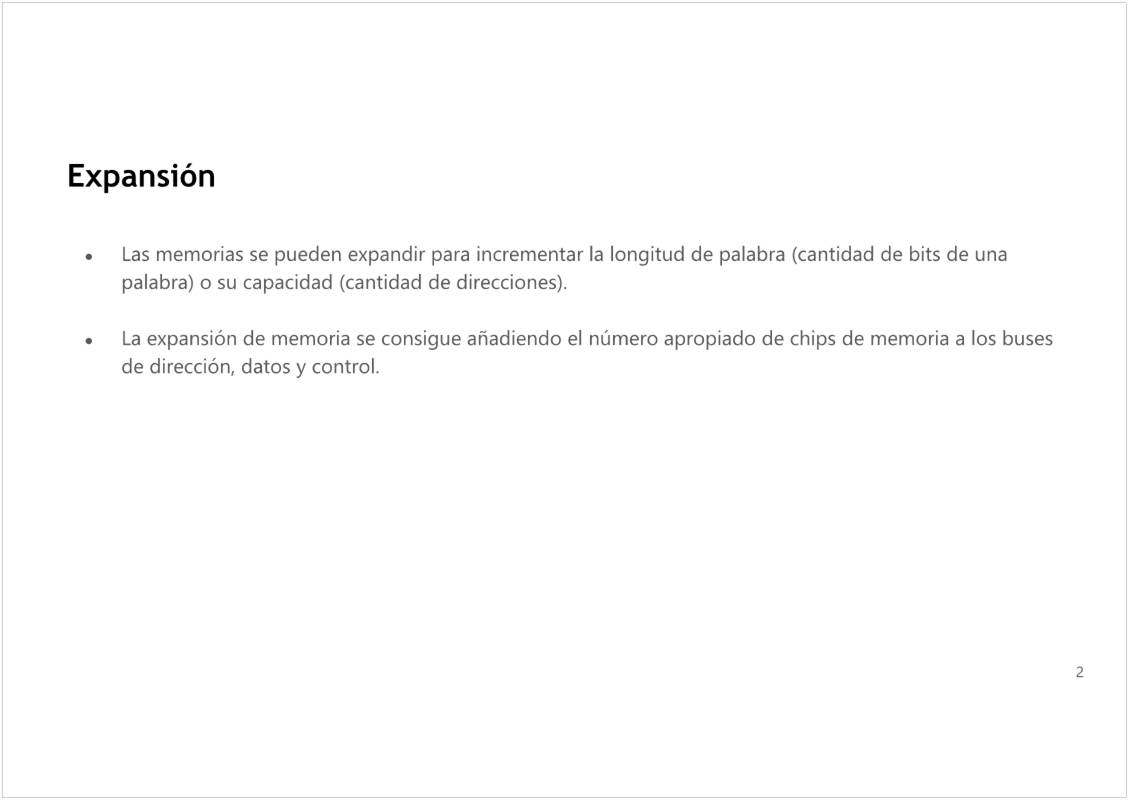 Expansión
● Las memorias se pueden expandir para incrementar la longitud de palabra (cantidad de bits de una
palabra) o su capacidad (cantidad de direcciones).
● La expansión de memoria se consigue añadiendo el número apropiado de chips de memoria a los buses
de dirección, datos y control.
2